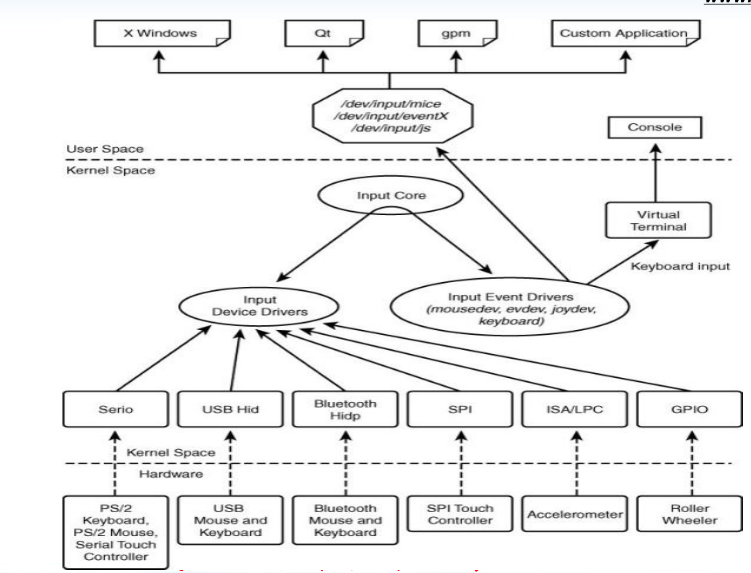 X Windows
Qt
gpm
Custom Application
/dev/input/mice
/dev/input/eventX
/dev/input/js
Console
User Space
Kernel Space
Input Core
Virtual
Terminal
Keyboard input
Input
Device Drivers
Input Event Drivers
(mousedev, evdev, joydev,
keyboard)
Serio
USB Hid
Bluetooth
Hidp
SPI
ISA/LPC
GPIO
Kernel Space
Hardware
PS/2
Keyboard,
PS/2 Mouse,
Serial Touch
Controller
USB
Mouse and
Keyboard
Bluetooth
Mouse and
Keyboard
SPI Touch
Controller
Accelerometer
Roller
Wheeler